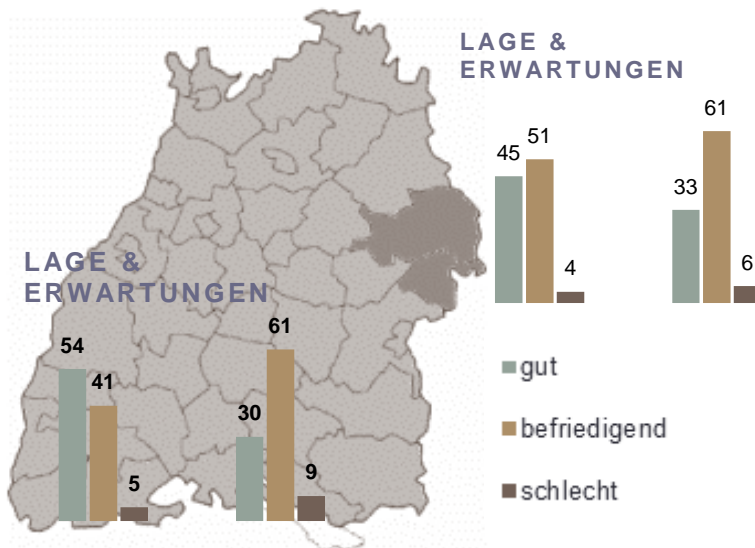 LAGE &
ERWARTUNGEN
45
51
4
33
61
6
LAGE &
ERWARTUNGEN
54
41
5
30
61
9
gut
befriedigend
schlecht